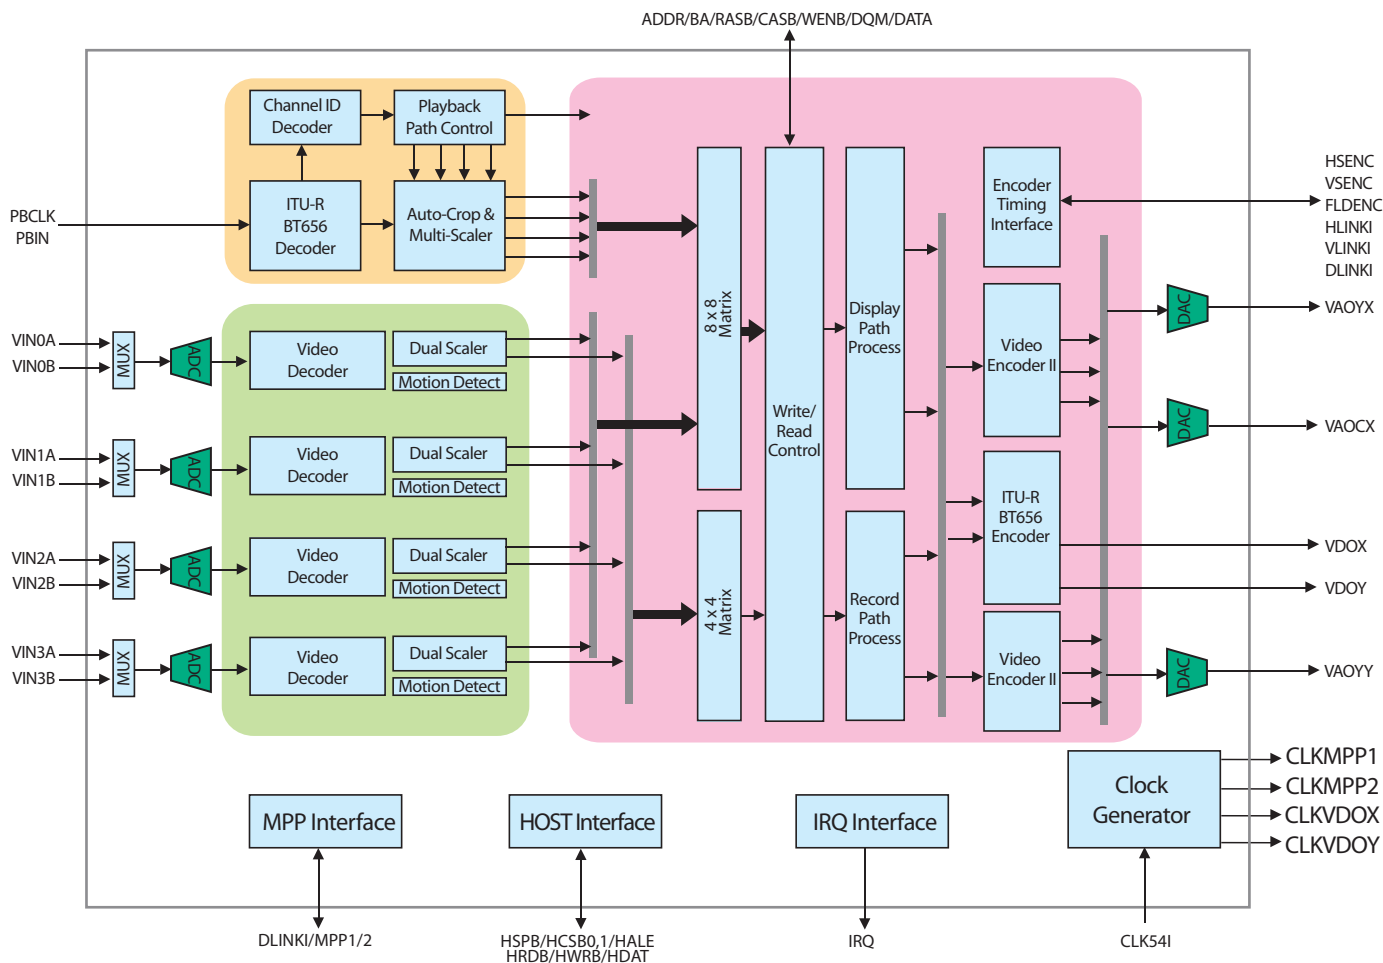 ADDR/BA/RASB/CASB/WENB/DQM/DATA
Channel ID
Decoder
Playback
Path Control
ITU-R
BT656
Decoder
Auto-Crop &
Multi-Scaler
PBCLK
PBIN
VIN0A
VIN0B
MUX
ADC
Video
Decoder
Dual Scaler
Motion Detect
VIN1A
VIN1B
MUX
ADC
Video
Decoder
Dual Scaler
Motion Detect
VIN2A
VIN2B
MUX
ADC
Video
Decoder
Dual Scaler
Motion Detect
VIN3A
VIN3B
MUX
ADC
Video
Decoder
Dual Scaler
Motion Detect
8 x 8
Matrix
4 x 4
Matrix
Write/
Read
Control
Display
Path
Process
Record
Path
Process
Encoder
Timing
Interface
Video
Encoder II
ITU-R
BT656
Encoder
Video
Encoder II
DAC
DAC
DAC
HSENC
VSENC
FLDENC
HLINKI
VLINKI
DLINKI
VAOYX
VAOCX
VDOX
VDOY
VAOYY
Clock
Generator
CLKMPP1
CLKMPP2
CLKVDOX
CLKVDOY
MPP Interface
HOST Interface
IRQ Interface
DLINKI/MPP1/2
HSPB/HCSB0,1/HALE
HRDB/HWRB/HDAT
IRQ
CLK54I